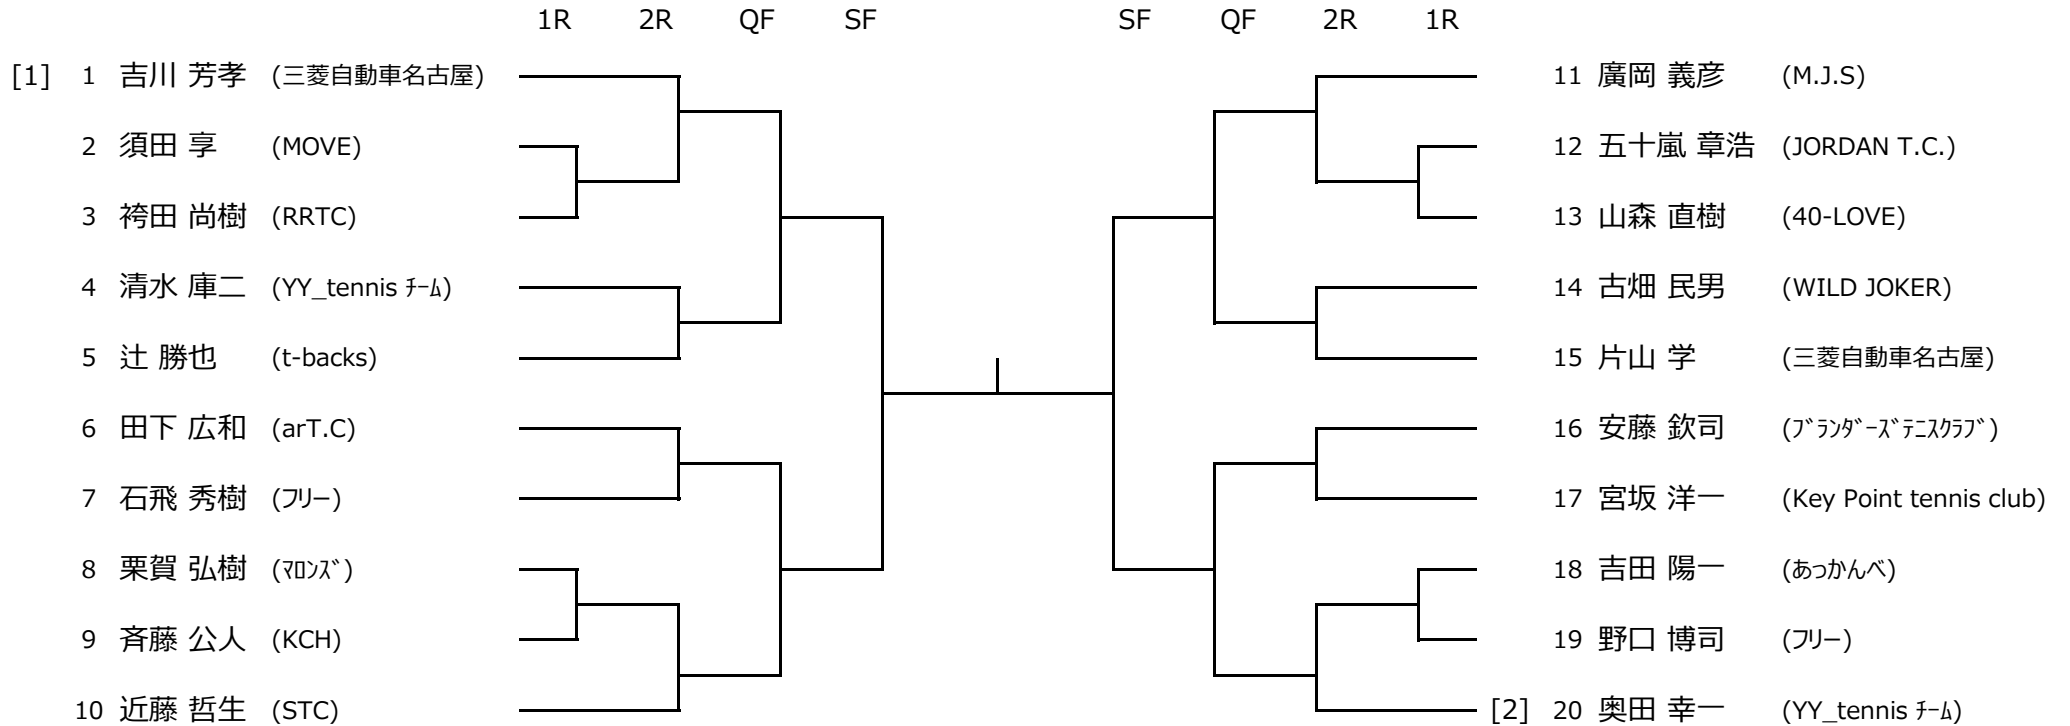 1R 2R QF SF SF QF 2R 1R
[1] 1 吉川 芳孝 (三菱自動車名古屋) 11 廣岡 義彦 (M.J.S)
2 須田 享 (MOVE) 12 五十嵐 章浩 (JORDAN T.C.)
3 袴田 尚樹 (RRTC) 13 山森 直樹 (40-LOVE)
4 清水 庫二 (YY_tennis ﾁｰﾑ) 14 古畑 民男 (WILD JOKER)
5 辻 勝也 (t-backs) 15 片山 学 (三菱自動車名古屋)
6 田下 広和 (arT.C) 16 安藤 欽司 (ﾌﾞﾗﾝﾀﾞｰｽﾞﾃﾆｽｸﾗﾌﾞ)
7 石飛 秀樹 (ﾌﾘｰ) 17 宮坂 洋一 (Key Point tennis club)
8 栗賀 弘樹 (ﾏﾛﾝｽﾞ) 18 吉田 陽一 (あっかんべ)
9 斉藤 公人 (KCH) 19 野口 博司 (ﾌﾘｰ)
10 近藤 哲生 (STC) [2] 20 奥田 幸一 (YY_tennis ﾁｰﾑ)